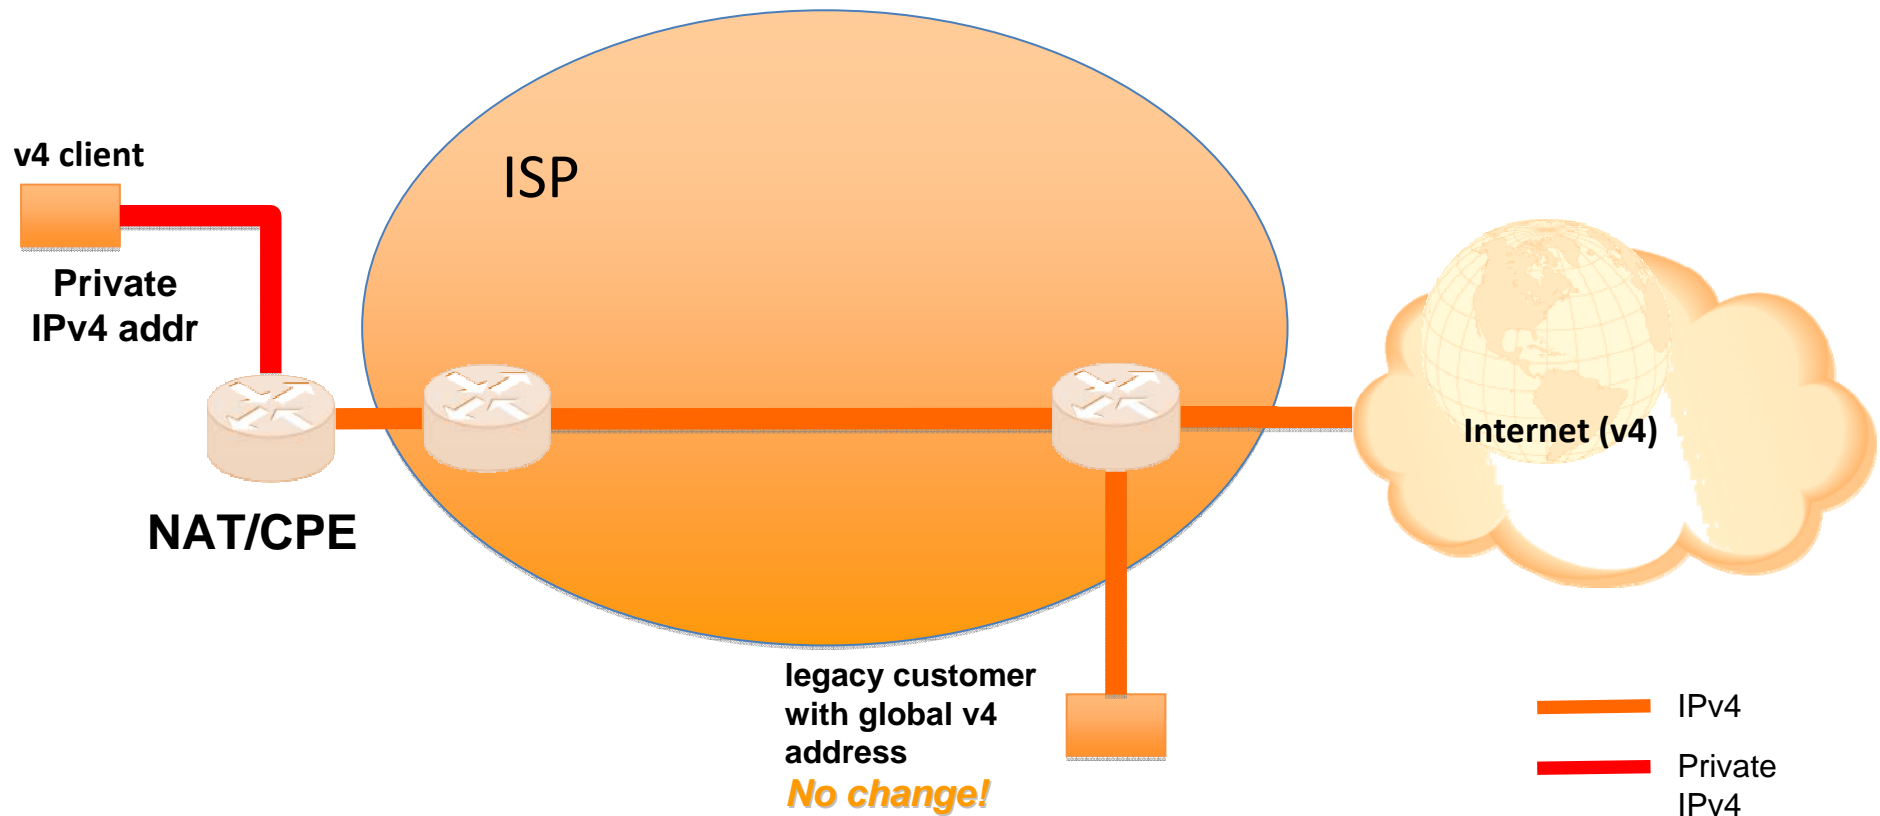 v4 client
Private
IPv4 addr
NAT/CPE
ISP
Internet (v4)
legacy customer
with global v4
address
No change!
IPv4
Private
IPv4